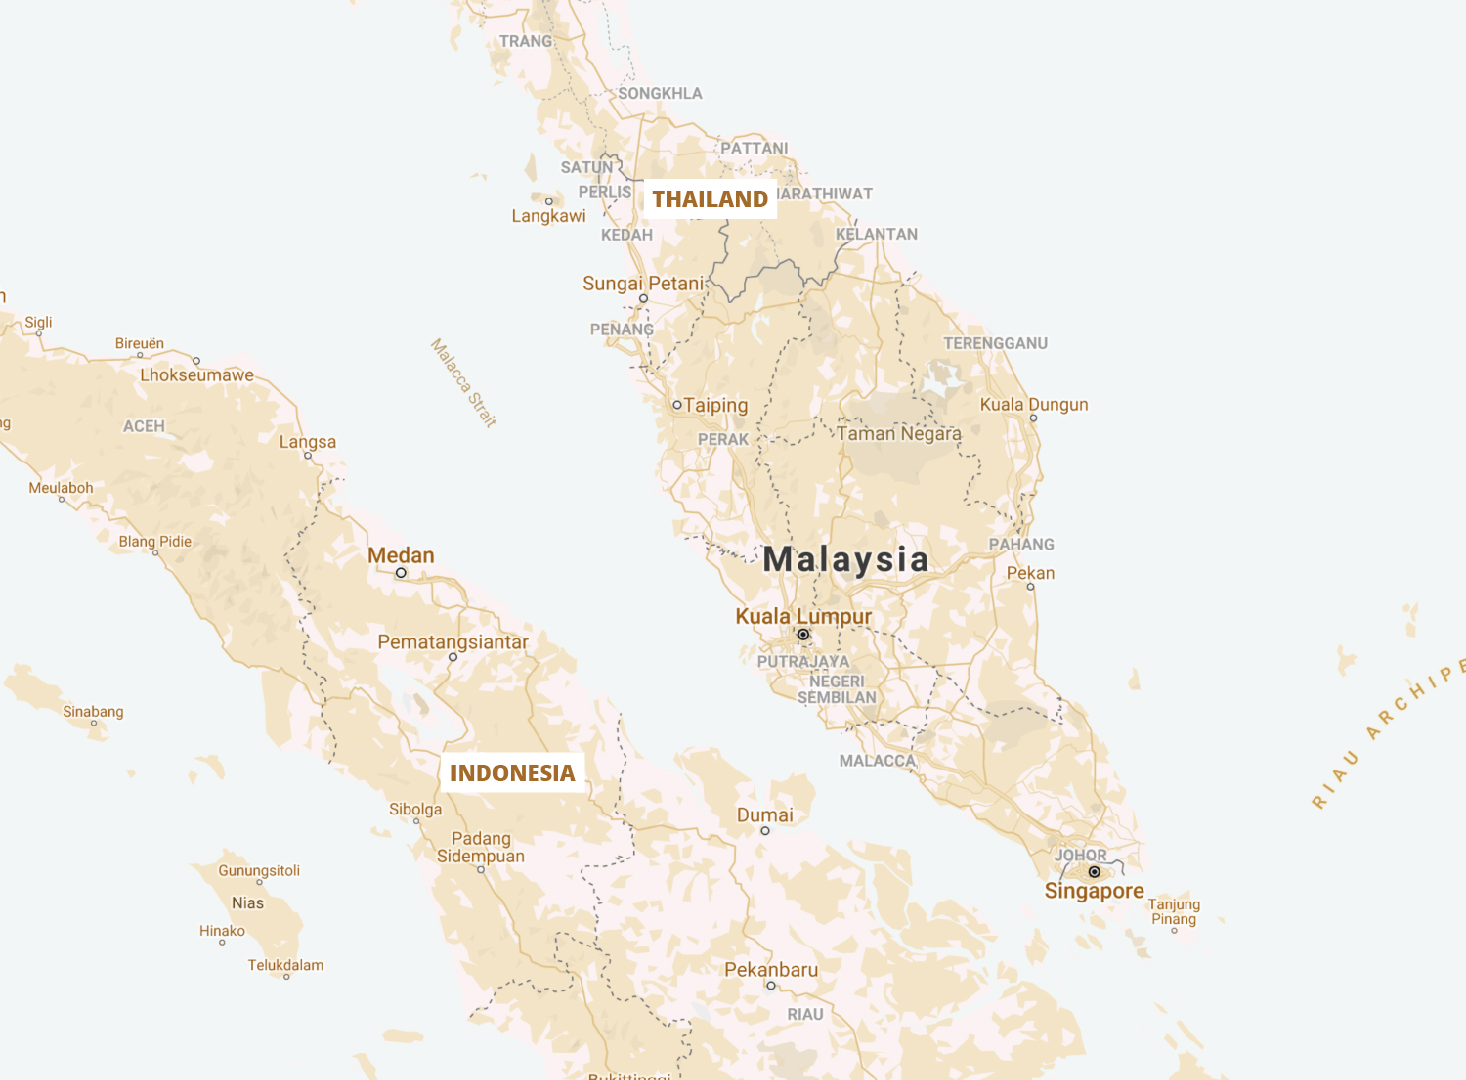 TRANG
SONGKHLA
PATTANI
SATUN
PERLIS
THAILAND
NARATHIWAT
Langkawi
KEDAH
KELANTAN
Sungai Petani
Sigli
PENANG
Bireuën
TERENGGANU
Malacca Strait
Lhokseumawe
Taiping
Kuala Dungun
ACEH
PERAK
Taman Negara
Langsa
Meulaboh
Blang Pidie
Medan
Malaysia
PAHANG
Pekan
Kuala Lumpur
Pematangsiantar
PUTRAJAYA
NEGERI
SEMBILAN
Sinabang
RIAU ARCHIPE
MALACCA
INDONESIA
Sibolga
Dumai
Padang
Sidempuan
JOHOR
Gunungsitoli
Singapore
Nias
Tanjung
Pinang
Hinako
Telukdalam
Pekanbaru
RIAU
Bukittinggi